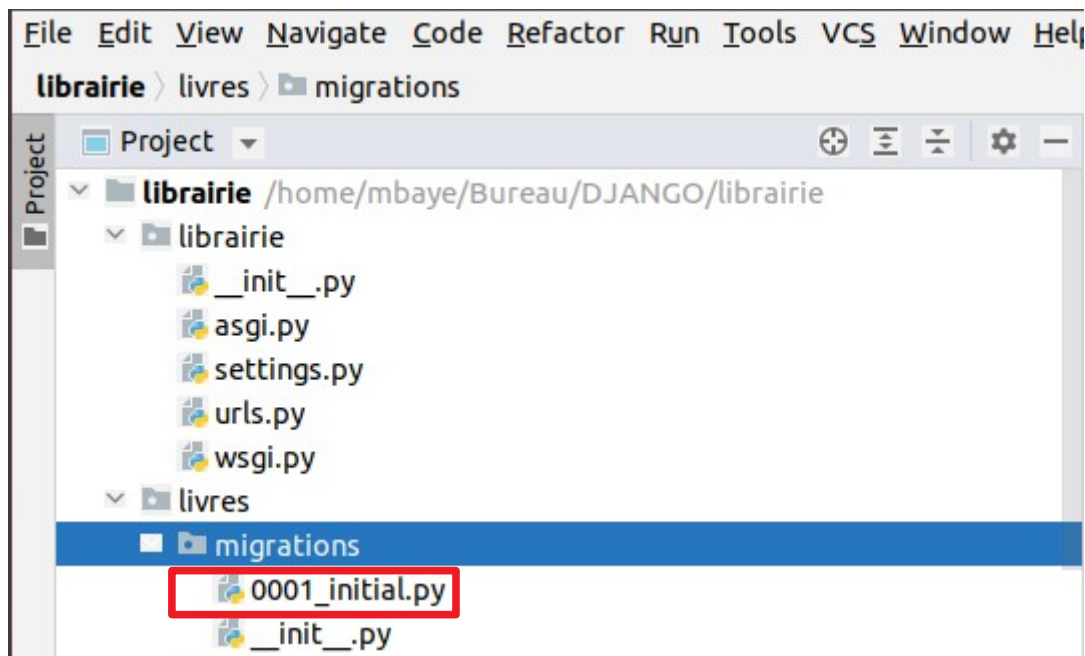 File Edit View Navigate Code Refactor Run Tools VCS Window Help
librairie livres migrations
Project
Project
librairie /home/mbaye/Bureau/DJANGO/librairie
librairie
__init__.py
asgi.py
settings.py
urls.py
wsgi.py
livres
migrations
0001_initial.py
__init__.py